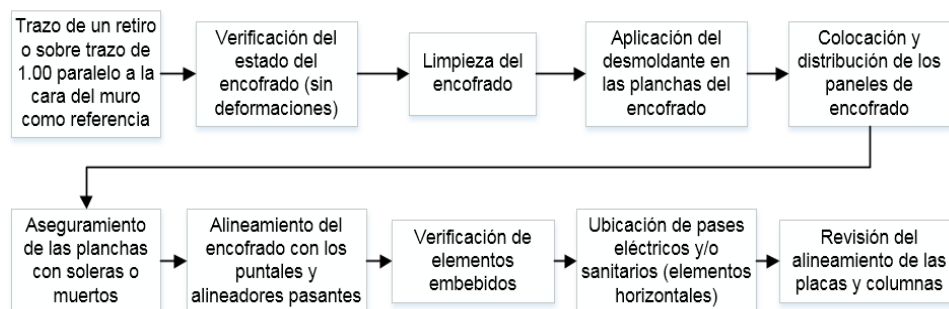 Trazo de un retiro
o sobre trazo de
1.00 paralelo a la
cara del muro
como referencia
Verificación del
estado del
encofrado (sin
deformaciones)
Limpieza del
encofrado
Aplicación del
desmoldante en
las planchas del
encofrado
Colocación y
distribución de los
paneles de
encofrado
Aseguramiento
de las planchas
con soleras o
muertos
Alineamiento del
encofrado con los
puntales y
alineadores pasantes
Verificación de
elementos
embebidos
Ubicación de pases
eléctricos y/o
sanitarios (elementos
horizontales)
Revisión del
alineamiento de las
placas y columnas